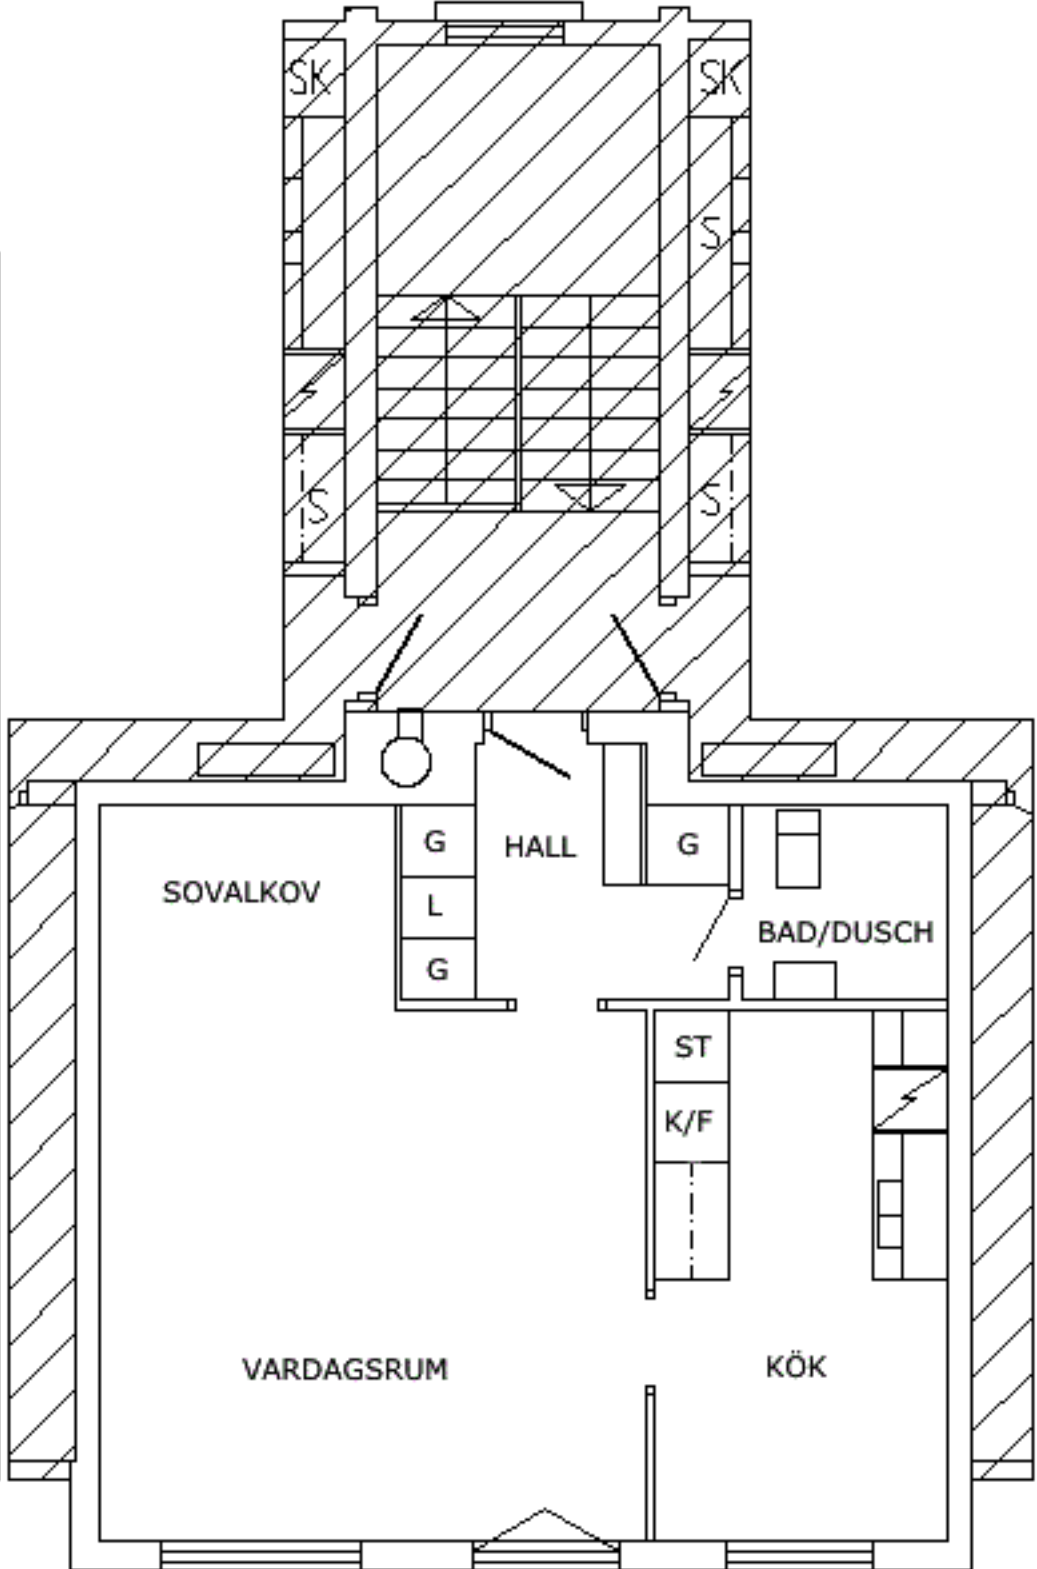 SK
SK
S
S
S
G
HALL
G
SOVALKOV
L
BAD/DUSCH
G
ST
K/F
VARDAGSRUM
KÖK